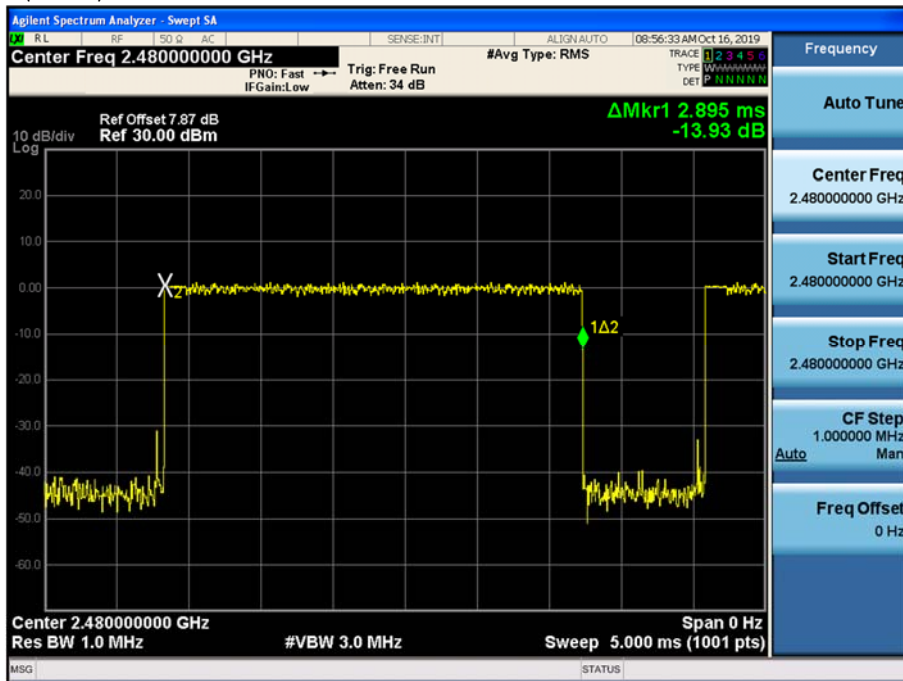 Agilent Spectrum Analyzer - Swept SA
RL RF 50 Ω AC SENSE:INT ALIGN AUTO 08:56:33 AM Oct 16, 2019
Center Freq 2.480000000 GHz
#Avg Type: RMS
PNO: Fast
IFGain:Low
Trig: Free Run
Atten: 34 dB
TRACE 1 2 3 4 5 6
TYPE WWWWWW
DET P N N N N N
Ref Offset 7.87 dB
10 dB/div Ref 30.00 dBm
Log
ΔMkr1 2.895 ms
-13.93 dB
20.0
10.0
0.00
-10.0
-20.0
-30.0
-40.0
-50.0
-60.0
X2
1Δ2
Center 2.480000000 GHz Span 0 Hz
Res BW 1.0 MHz #VBW 3.0 MHz Sweep 5.000 ms (1001 pts)
MSG STATUS
Frequency
Auto Tune
Center Freq
2.480000000 GHz
Start Freq
2.480000000 GHz
Stop Freq
2.480000000 GHz
CF Step
1.000000 MHz
Auto Man
Freq Offset
0 Hz